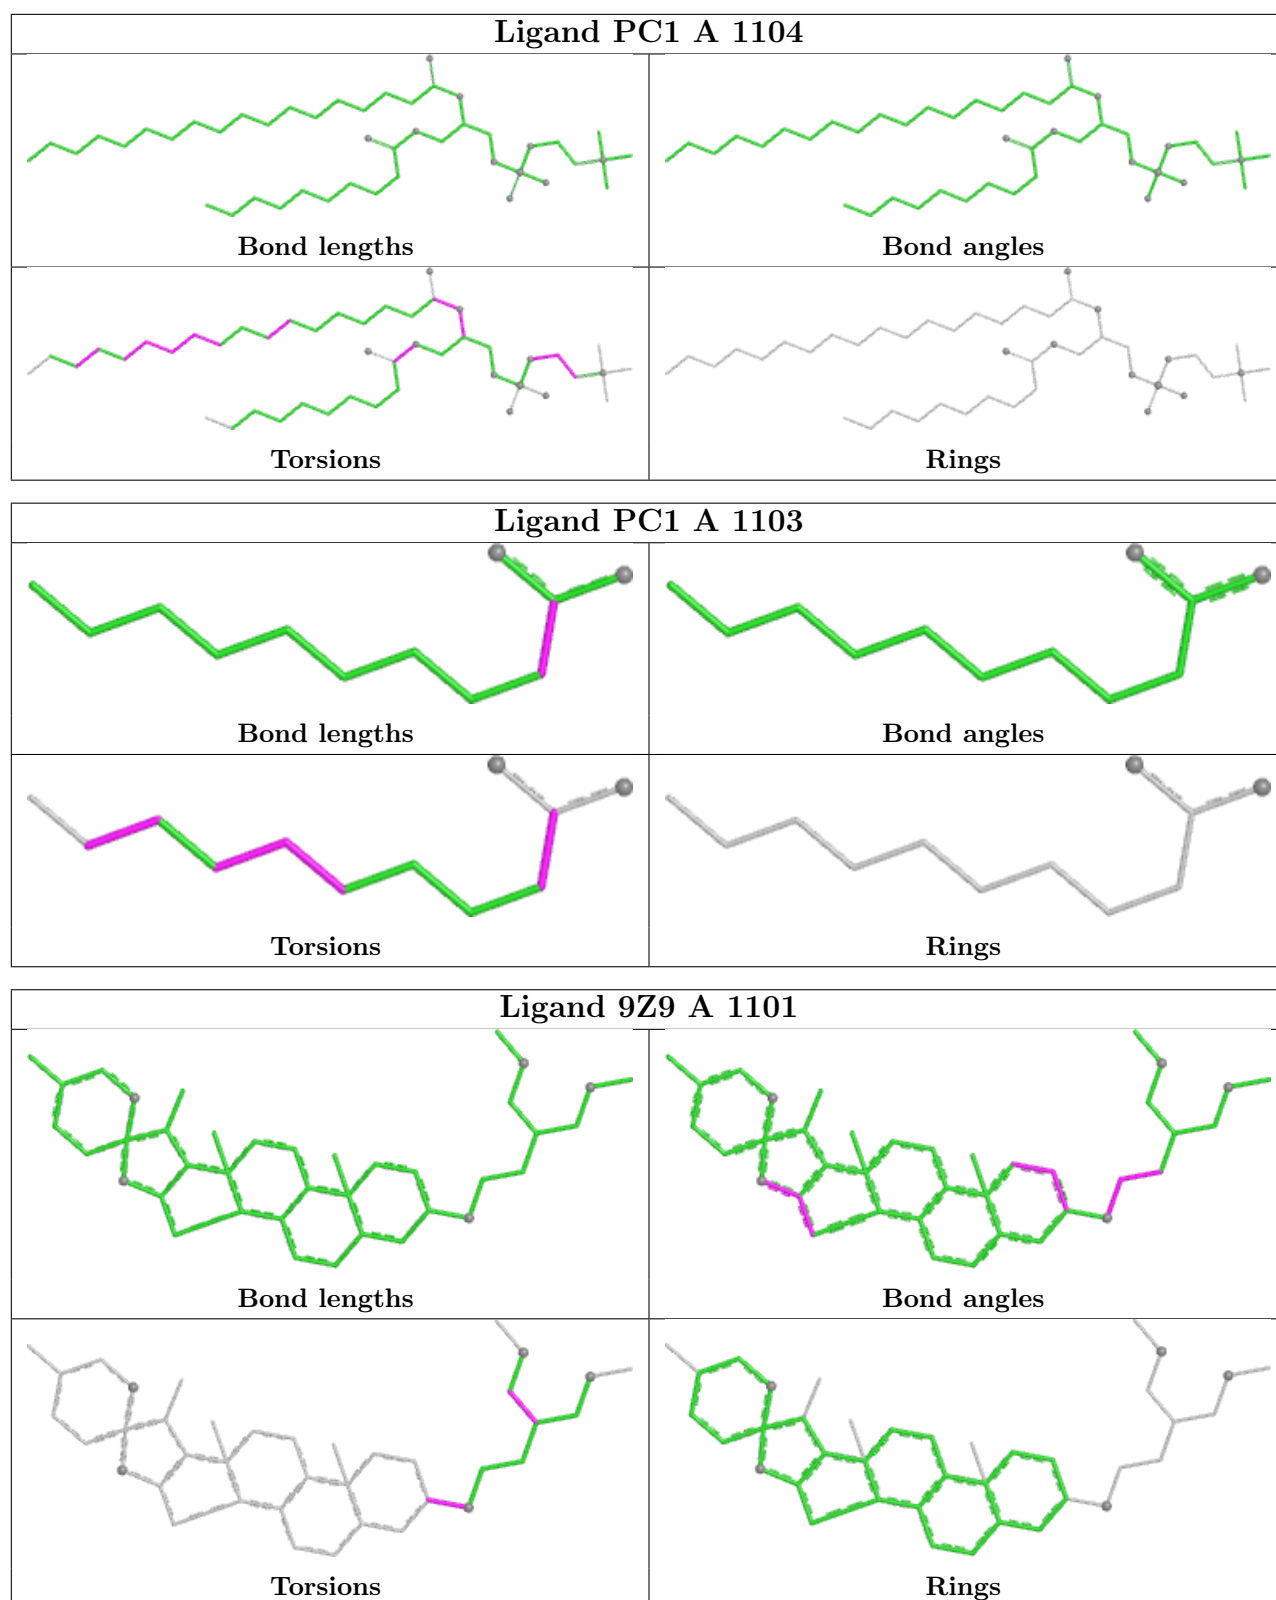 Ligand PC1 A 1104
Bond lengths
Bond angles
Torsions
Rings
Ligand PC1 A 1103
Bond lengths
Bond angles
Torsions
Rings
Ligand 9Z9 A 1101
Bond lengths
Bond angles
Torsions
Rings